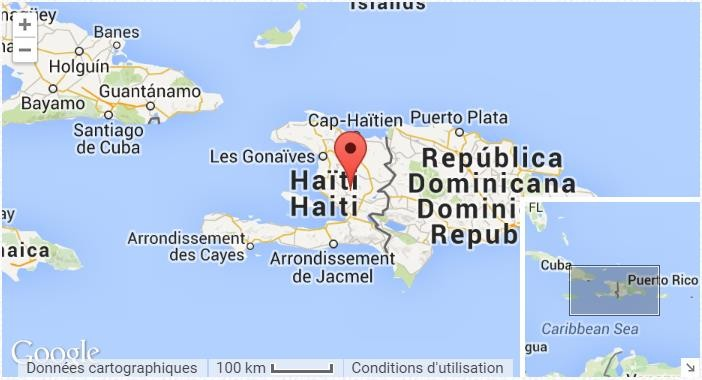 Islands
Banes
Holguín
Bayamo
Guantánamo
Santiago
de Cuba
Cap-Haïtien
Puerto Plata
Les Gonaïves
Haïti
Haiti
República
Dominicana
Domini
Repub
aica
Arrondissement
des Cayes
Arrondissement
de Jacmel
FL
Cuba
Puerto Rico
Caribbean Sea
gua
Google
Données cartographiques
100 km
Conditions d'utilisation